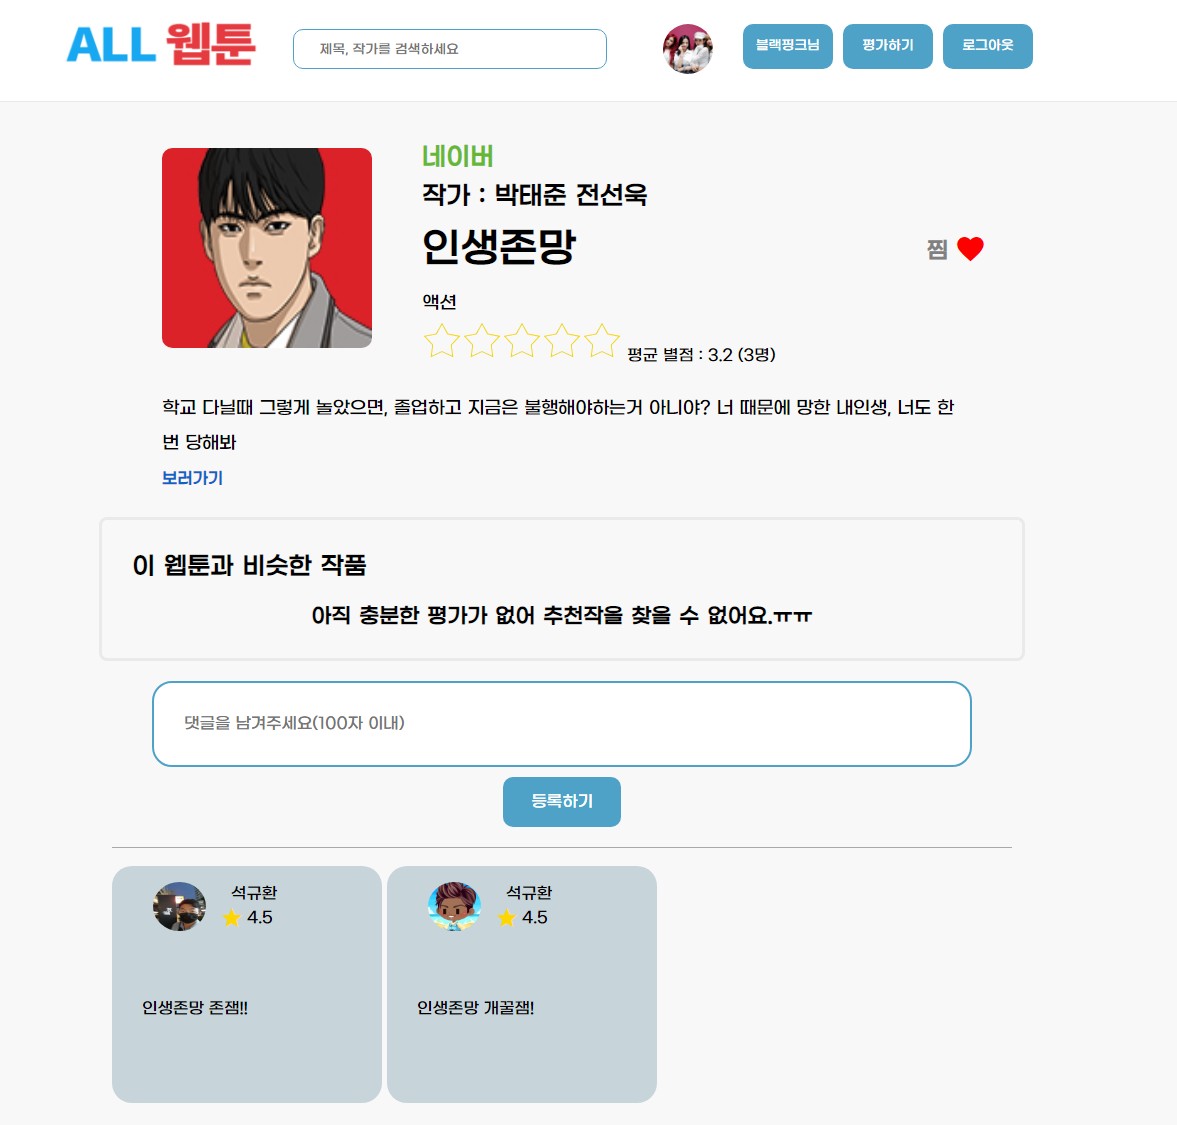 ALL 웹툰
제목, 작가를 검색하세요
블랙핑크님
평가하기
로그아웃
네이버
작가 : 박태준 전선욱
인생존망
찜
액션
평균 별점 : 3.2 (3명)
학교 다닐때 그렇게 놀았으면, 졸업하고 지금은 불행해야하는거 아니야? 너 때문에 망한 내인생, 너도 한
번 당해봐
보러가기
이 웹툰과 비슷한 작품
아직 충분한 평가가 없어 추천작을 찾을 수 없어요.ㅠㅠ
댓글을 남겨주세요(100자 이내)
등록하기
석규환
4.5
인생존망 존잼!!
석규환
4.5
인생존망 개꿀잼!